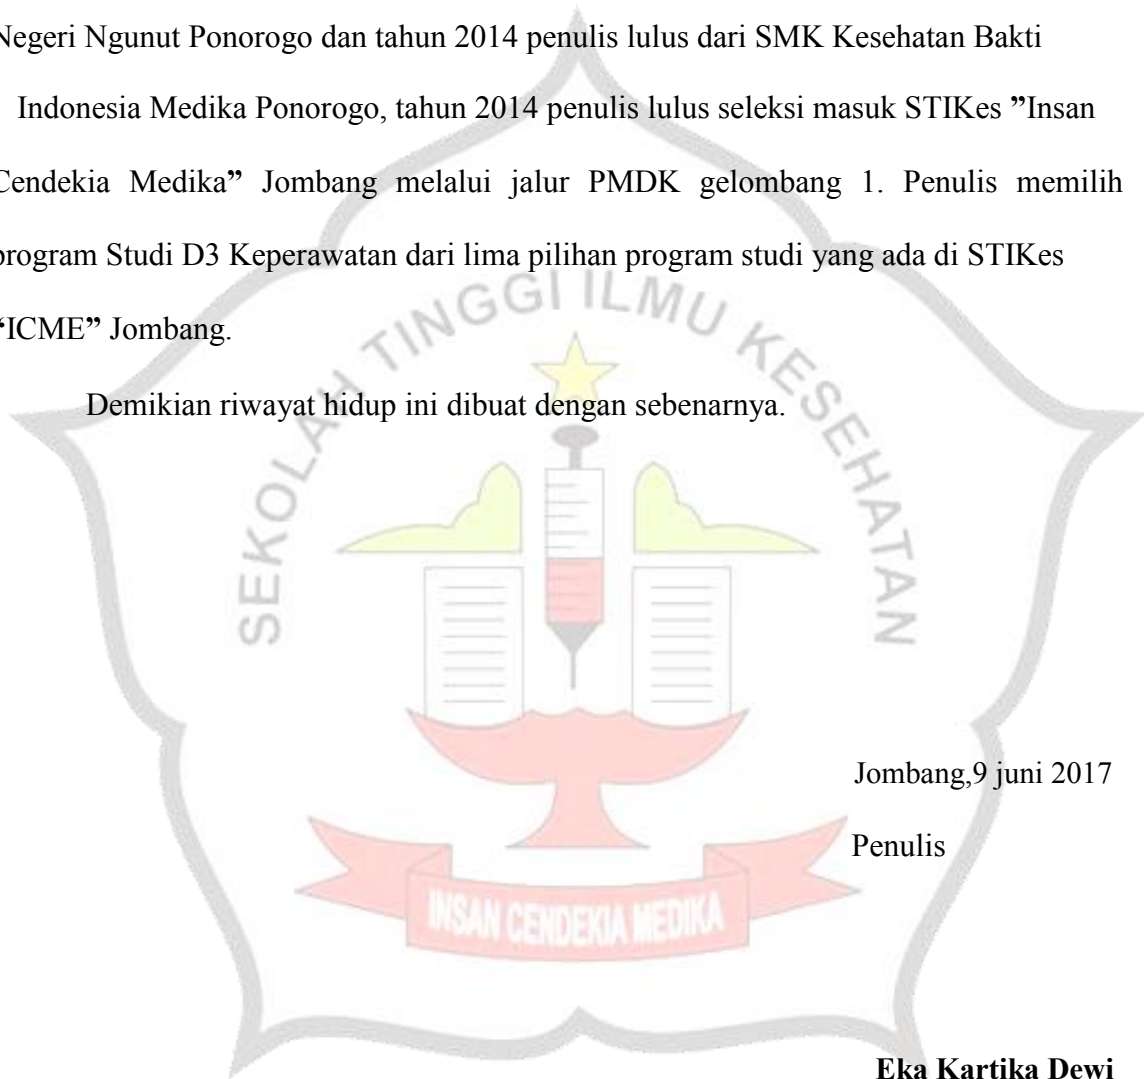 Negeri Ngunut Ponorogo dan tahun 2014 penulis lulus dari SMK Kesehatan Bakti
Indonesia Medika Ponorogo, tahun 2014 penulis lulus seleksi masuk STIKes ”Insan
Cendekia Medika” Jombang melalui jalur PMDK gelombang 1. Penulis memilih
program Studi D3 Keperawatan dari lima pilihan program studi yang ada di STIKes
“ICME” Jombang.
Demikian riwayat hidup ini dibuat dengan sebenarnya.
SEKOLAH TINGGI ILMU KESEHATAN
Jombang,9 juni 2017
Penulis
INSAN CENDEKIA MEDIKA
Eka Kartika Dewi